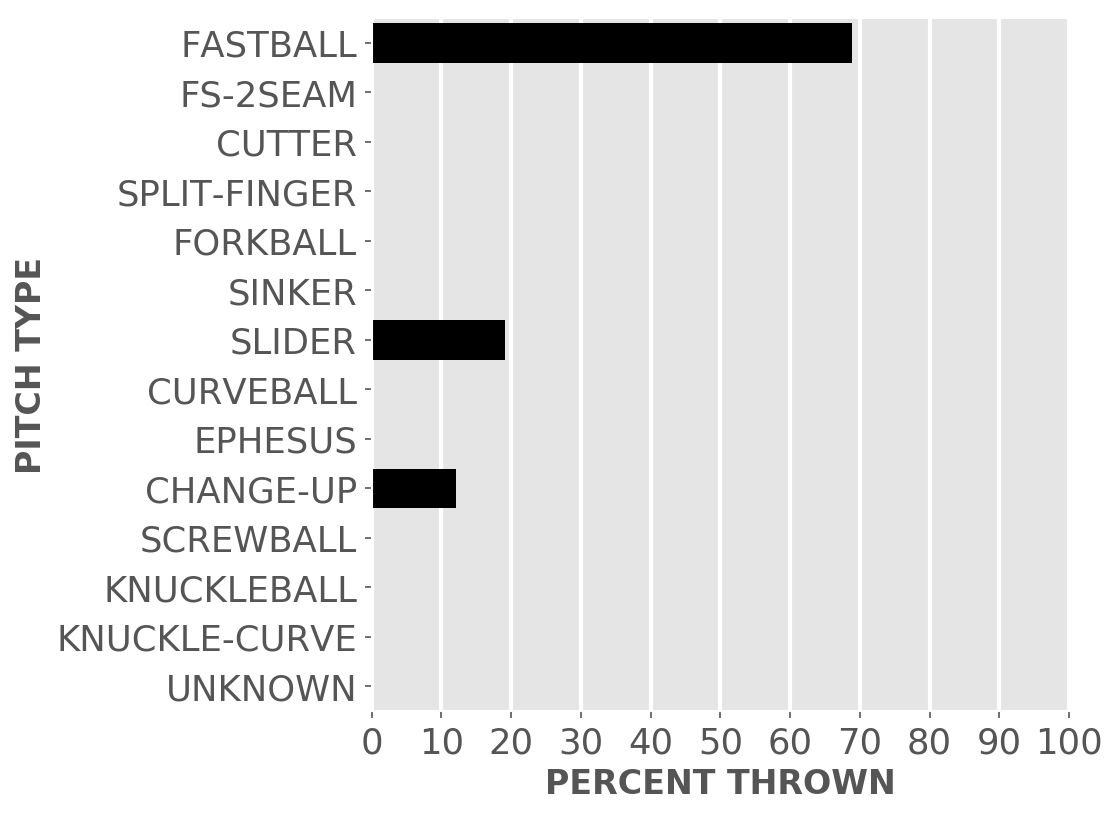 FASTBALL
FS-2SEAM
CUTTER
SPLIT-FINGER
FORKBALL
SINKER
SLIDER
CURVEBALL
EPHESUS
CHANGE-UP
SCREWBALL
KNUCKLEBALL
KNUCKLE-CURVE
UNKNOWN
PITCH TYPE
0 10 20 30 40 50 60 70 80 90 100
PERCENT THROWN